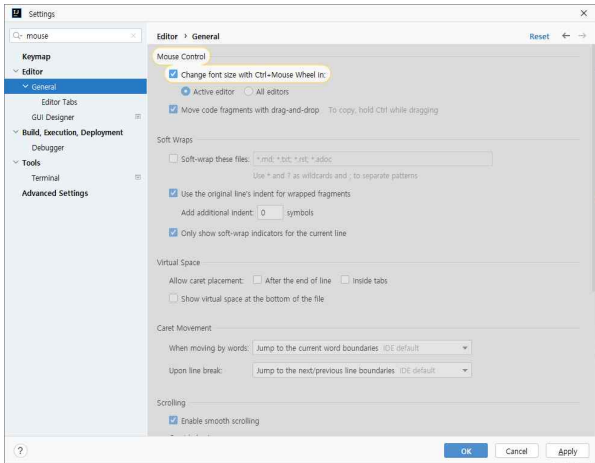 Settings
mouse
Keymap
Editor
General
Editor Tabs
GUI Designer
Build, Execution, Deployment
Debugger
Tools
Terminal
Advanced Settings
Editor › General
Reset
Mouse Control
Change font size with Ctrl+Mouse Wheel in:
Active editor All editors
Move code fragments with drag-and-drop To copy, hold Ctrl while dragging
Soft Wraps
Soft-wrap these files: *.md; *.txt; *.rst; *.adoc
Use * and ? as wildcards and ; to separate patterns
Use the original line's indent for wrapped fragments
Add additional indent: 0 symbols
Only show soft-wrap indicators for the current line
Virtual Space
Allow caret placement: After the end of line Inside tabs
Show virtual space at the bottom of the file
Caret Movement
When moving by words: Jump to the current word boundaries IDE default
Upon line break: Jump to the next/previous line boundaries IDE default
Scrolling
Enable smooth scrolling
?
OK Cancel Apply